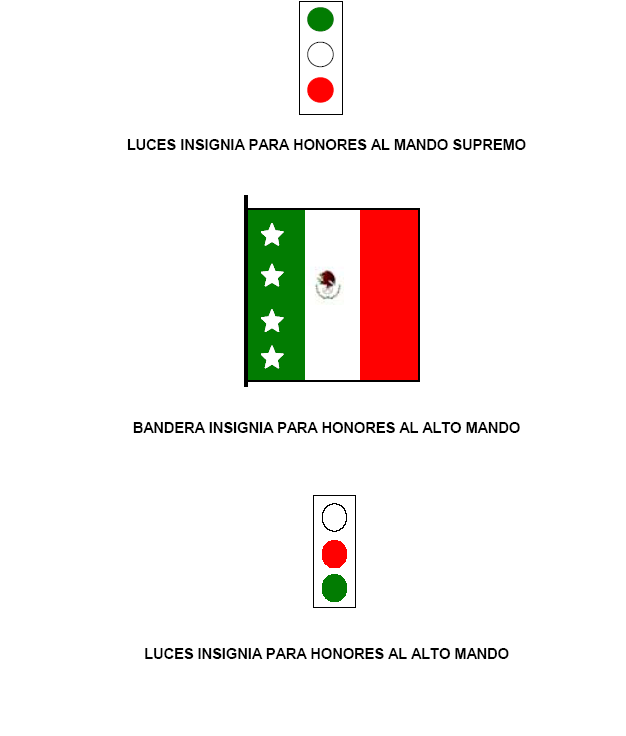 LUCES INSIGNIA PARA HONORES AL MANDO SUPREMO
BANDERA INSIGNIA PARA HONORES AL ALTO MANDO
LUCES INSIGNIA PARA HONORES AL ALTO MANDO